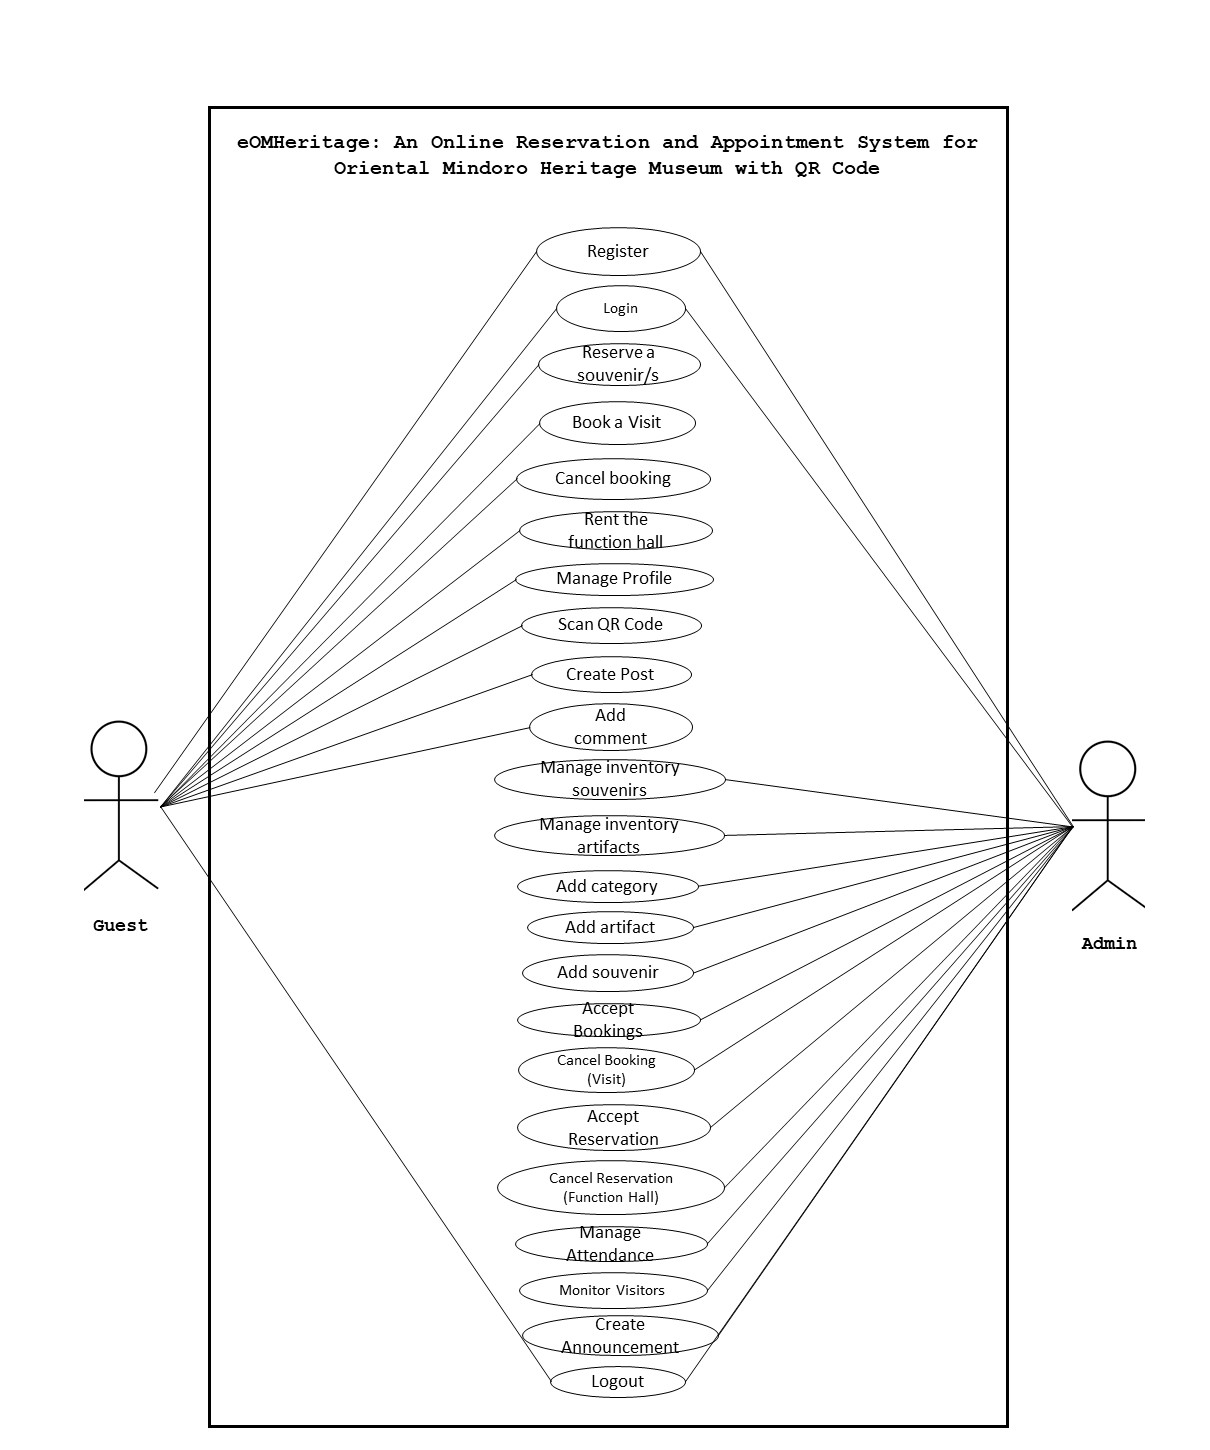 eOMHeritage: An Online Reservation and Appointment System for
Oriental Mindoro Heritage Museum with QR Code
Register
Login
Reserve a
souvenir/s
Book a Visit
Cancel booking
Rent the
function hall
Manage Profile
Scan QR Code
Create Post
Add
comment
Manage inventory
souvenirs
Manage inventory
artifacts
Add category
Add artifact
Guest
Admin
Add souvenir
Accept
Bookings
Cancel Booking
(Visit)
Accept
Reservation
Cancel Reservation
(Function Hall)
Manage
Attendance
Monitor Visitors
Create
Announcement
Logout